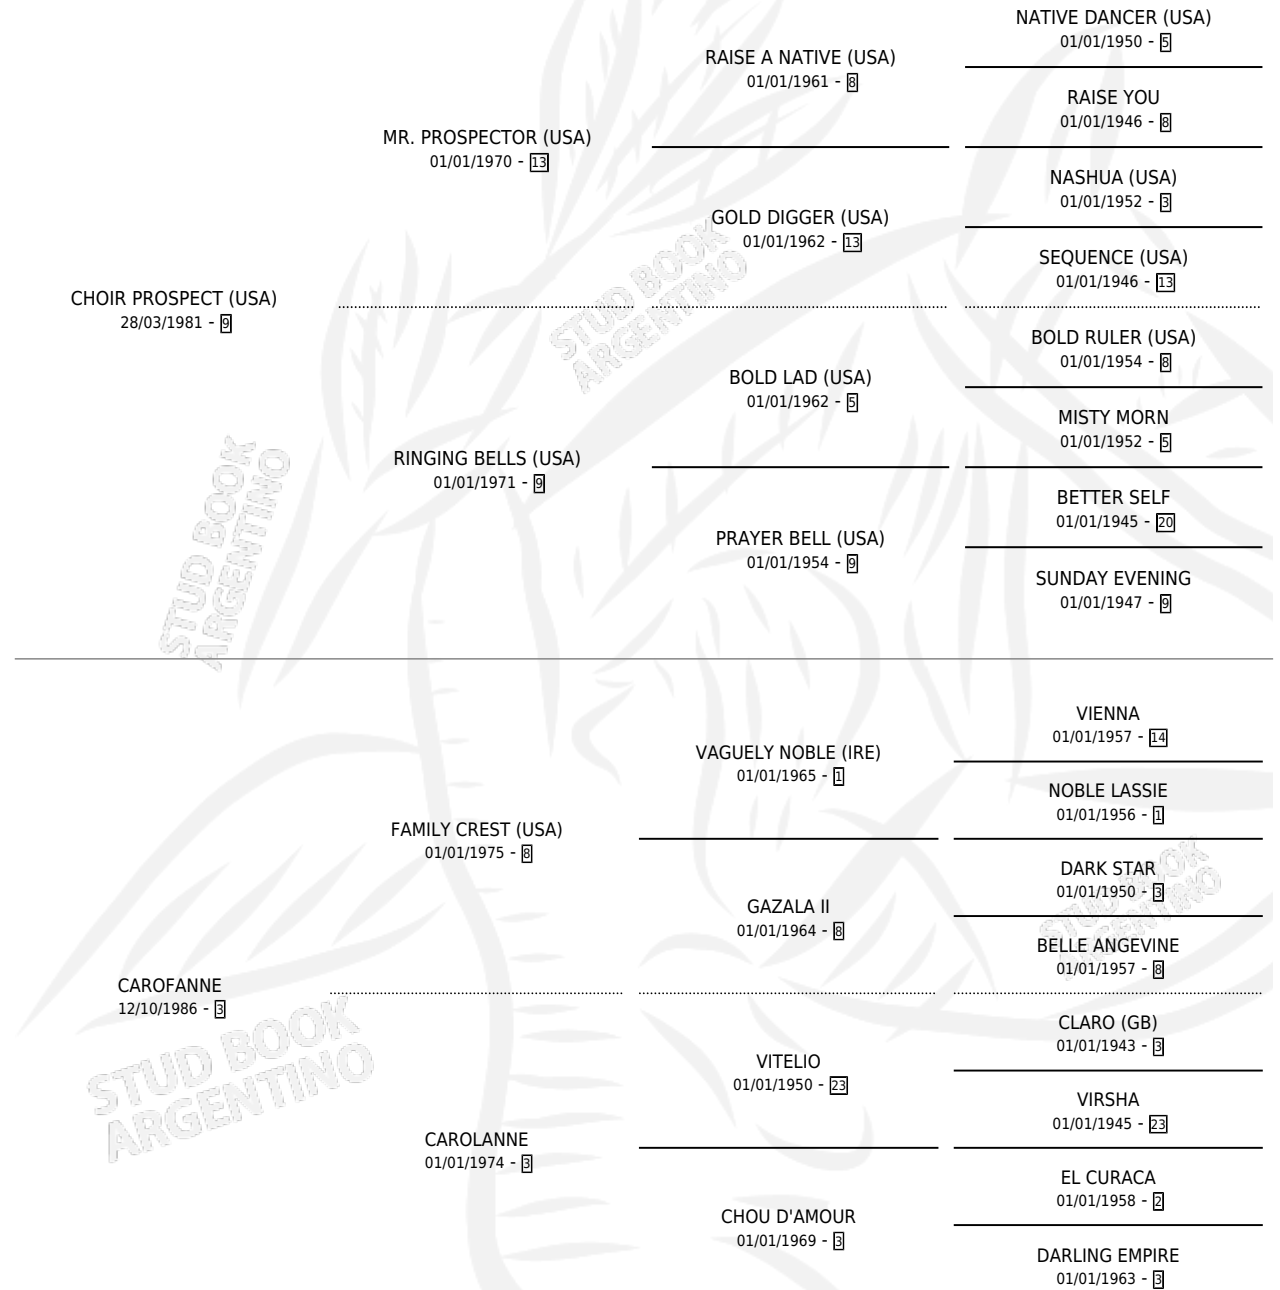 NATIVE DANCER (USA)
01/01/1950 - 5
RAISE A NATIVE (USA)
01/01/1961 - 8
RAISE YOU
01/01/1946 - 8
MR. PROSPECTOR (USA)
01/01/1970 - 13
NASHUA (USA)
01/01/1952 - 3
GOLD DIGGER (USA)
01/01/1962 - 13
SEQUENCE (USA)
01/01/1946 - 13
CHOIR PROSPECT (USA)
28/03/1981 - 9
BOLD RULER (USA)
01/01/1954 - 8
BOLD LAD (USA)
01/01/1962 - 5
MISTY MORN
01/01/1952 - 5
RINGING BELLS (USA)
01/01/1971 - 9
BETTER SELF
01/01/1945 - 20
PRAYER BELL (USA)
01/01/1954 - 9
SUNDAY EVENING
01/01/1947 - 9
VIENNA
01/01/1957 - 14
VAGUELY NOBLE (IRE)
01/01/1965 - 1
NOBLE LASSIE
01/01/1956 - 1
FAMILY CREST (USA)
01/01/1975 - 8
DARK STAR
01/01/1950 - 3
GAZALA II
01/01/1964 - 8
BELLE ANGEVINE
01/01/1957 - 8
CAROFANNE
12/10/1986 - 3
CLARO (GB)
01/01/1943 - 3
VITELIO
01/01/1950 - 23
VIRSHA
01/01/1945 - 23
CAROLANNE
01/01/1974 - 3
EL CURACA
01/01/1958 - 2
CHOU D'AMOUR
01/01/1969 - 3
DARLING EMPIRE
01/01/1963 - 3
STUD BOOK
ARGENTINO
STUD BOOK
ARGENTINO
STUD BOOK
ARGENTINO
STUD BOOK
ARGENTINO